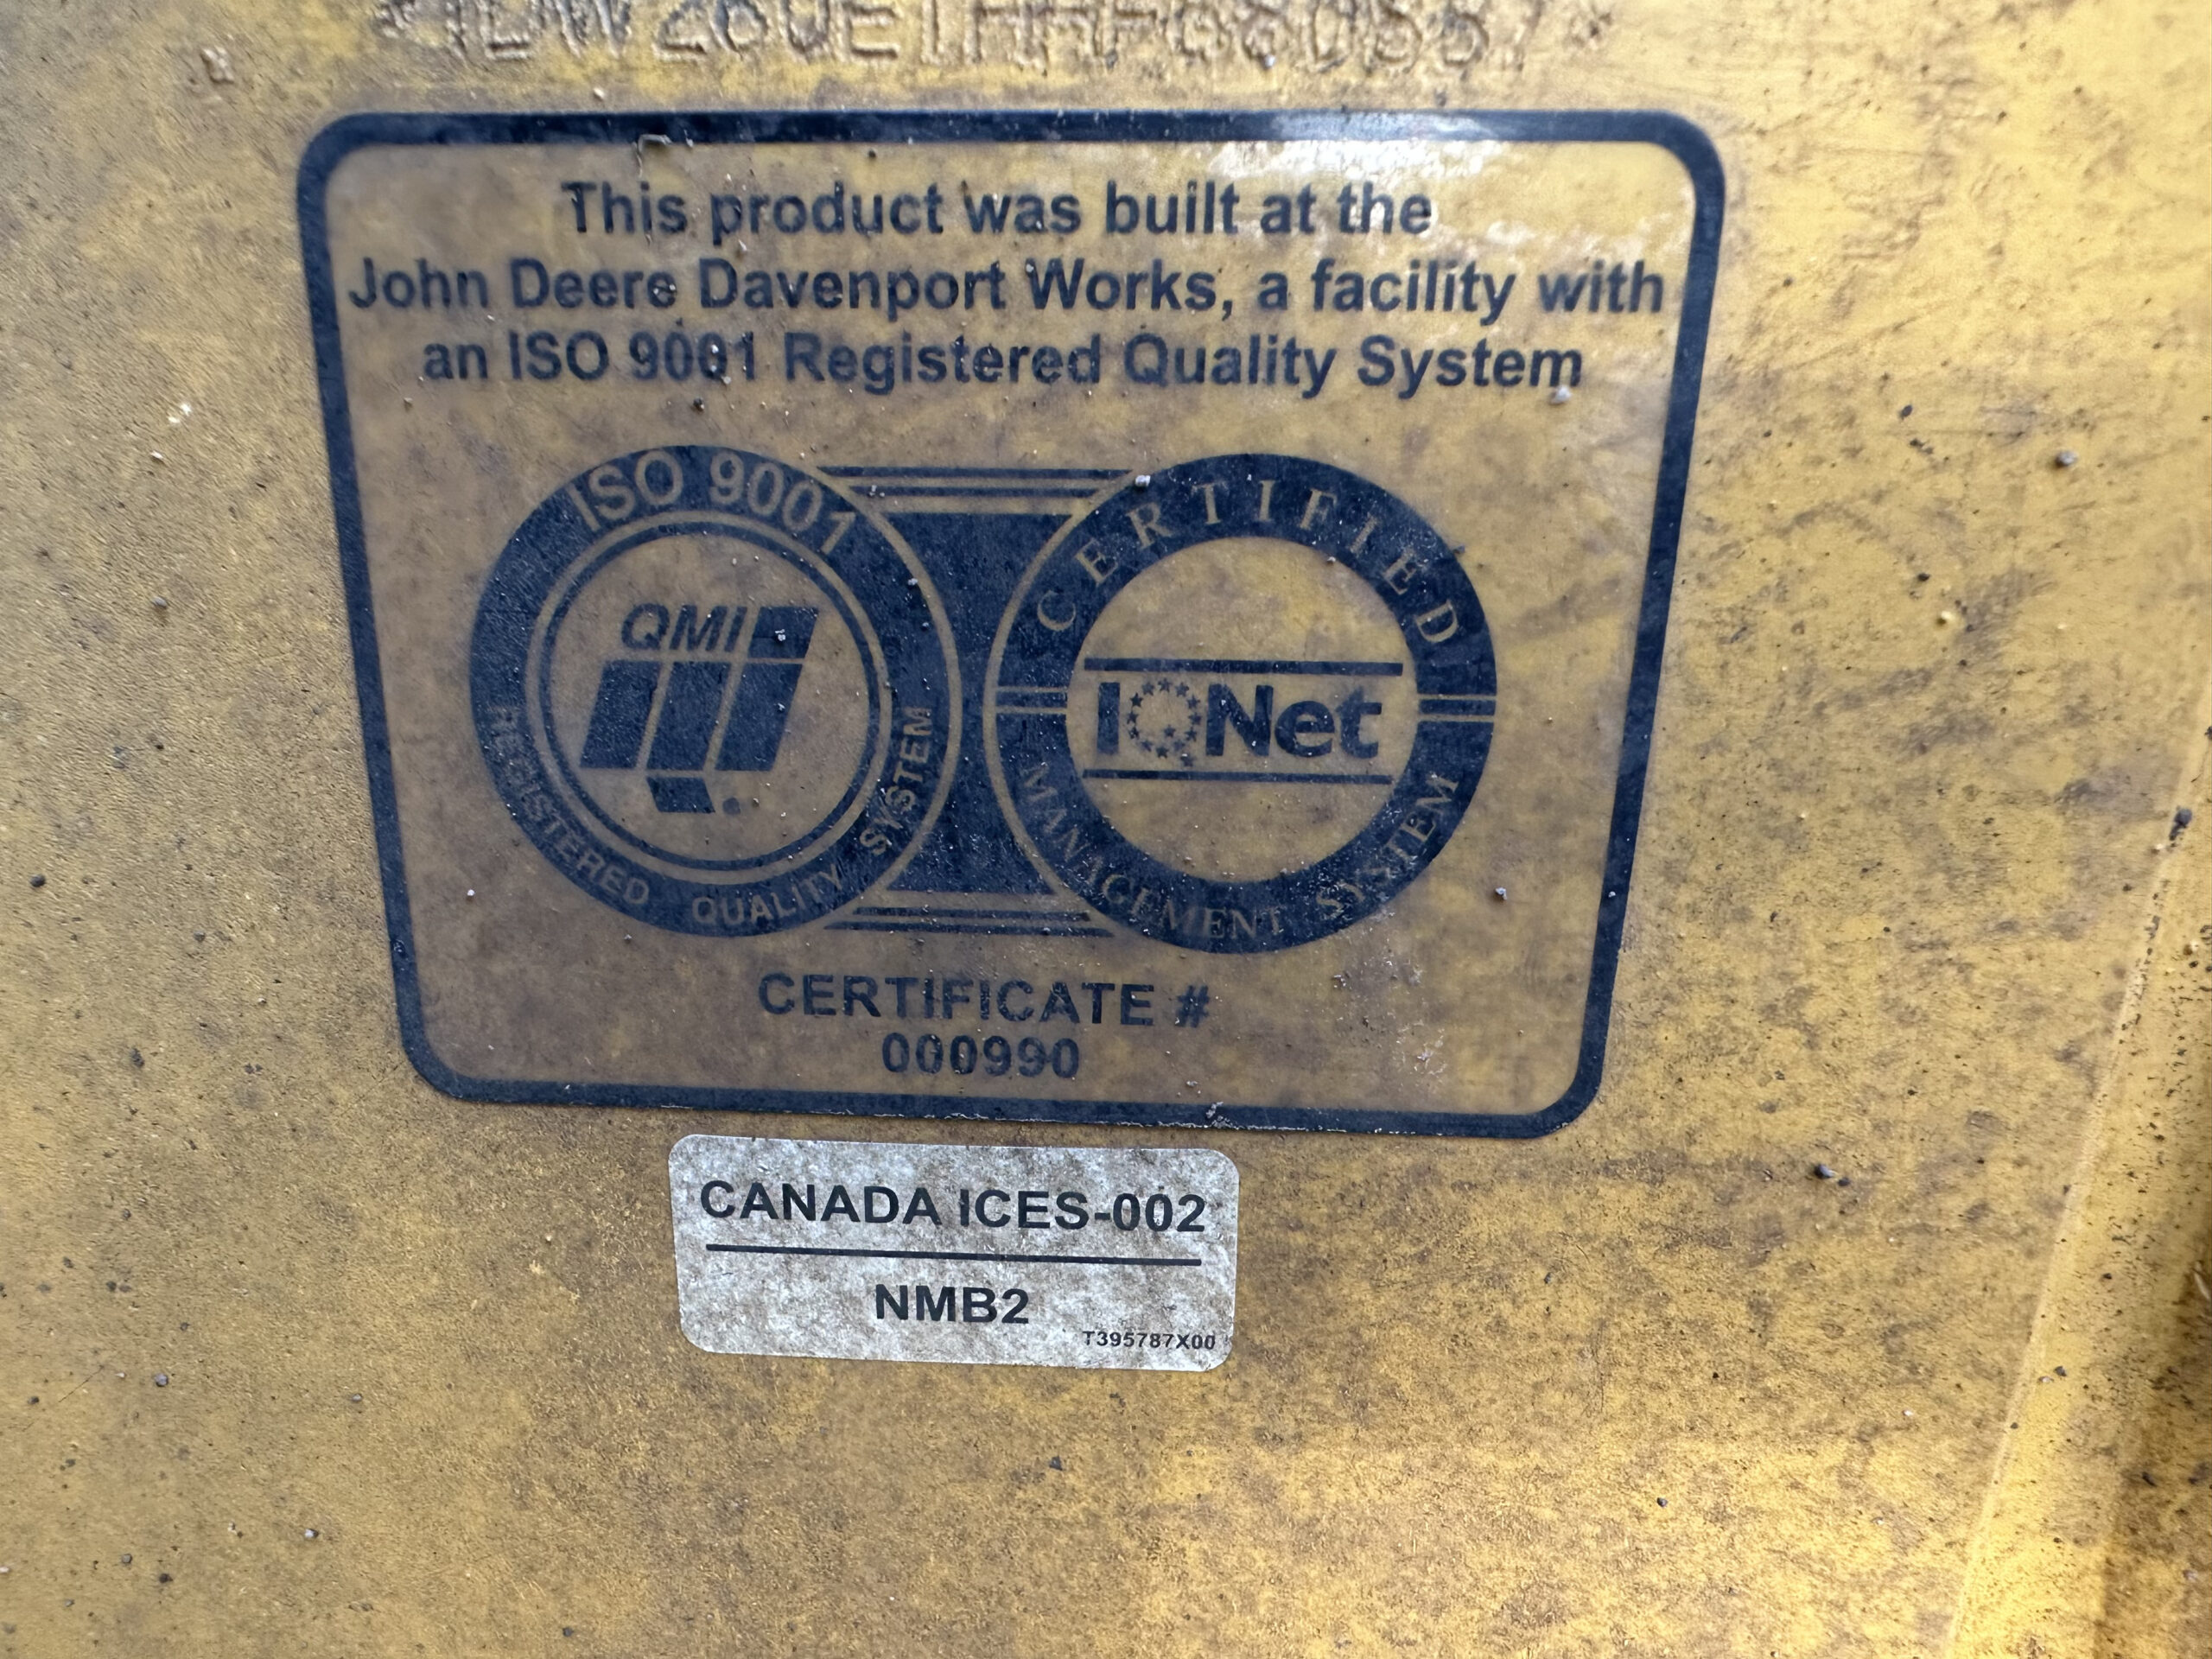 This product was built at the
John Deere Davenport Works, a facility with
an ISO 9001 Registered Quality System
ISO 9001
QMI
REGISTERED QUALITY SYSTEM
CERTIFIED
IQNet
MANAGEMENT SYSTEM
CERTIFICATE #
000990
CANADA ICES-002
NMB2
T395787X00